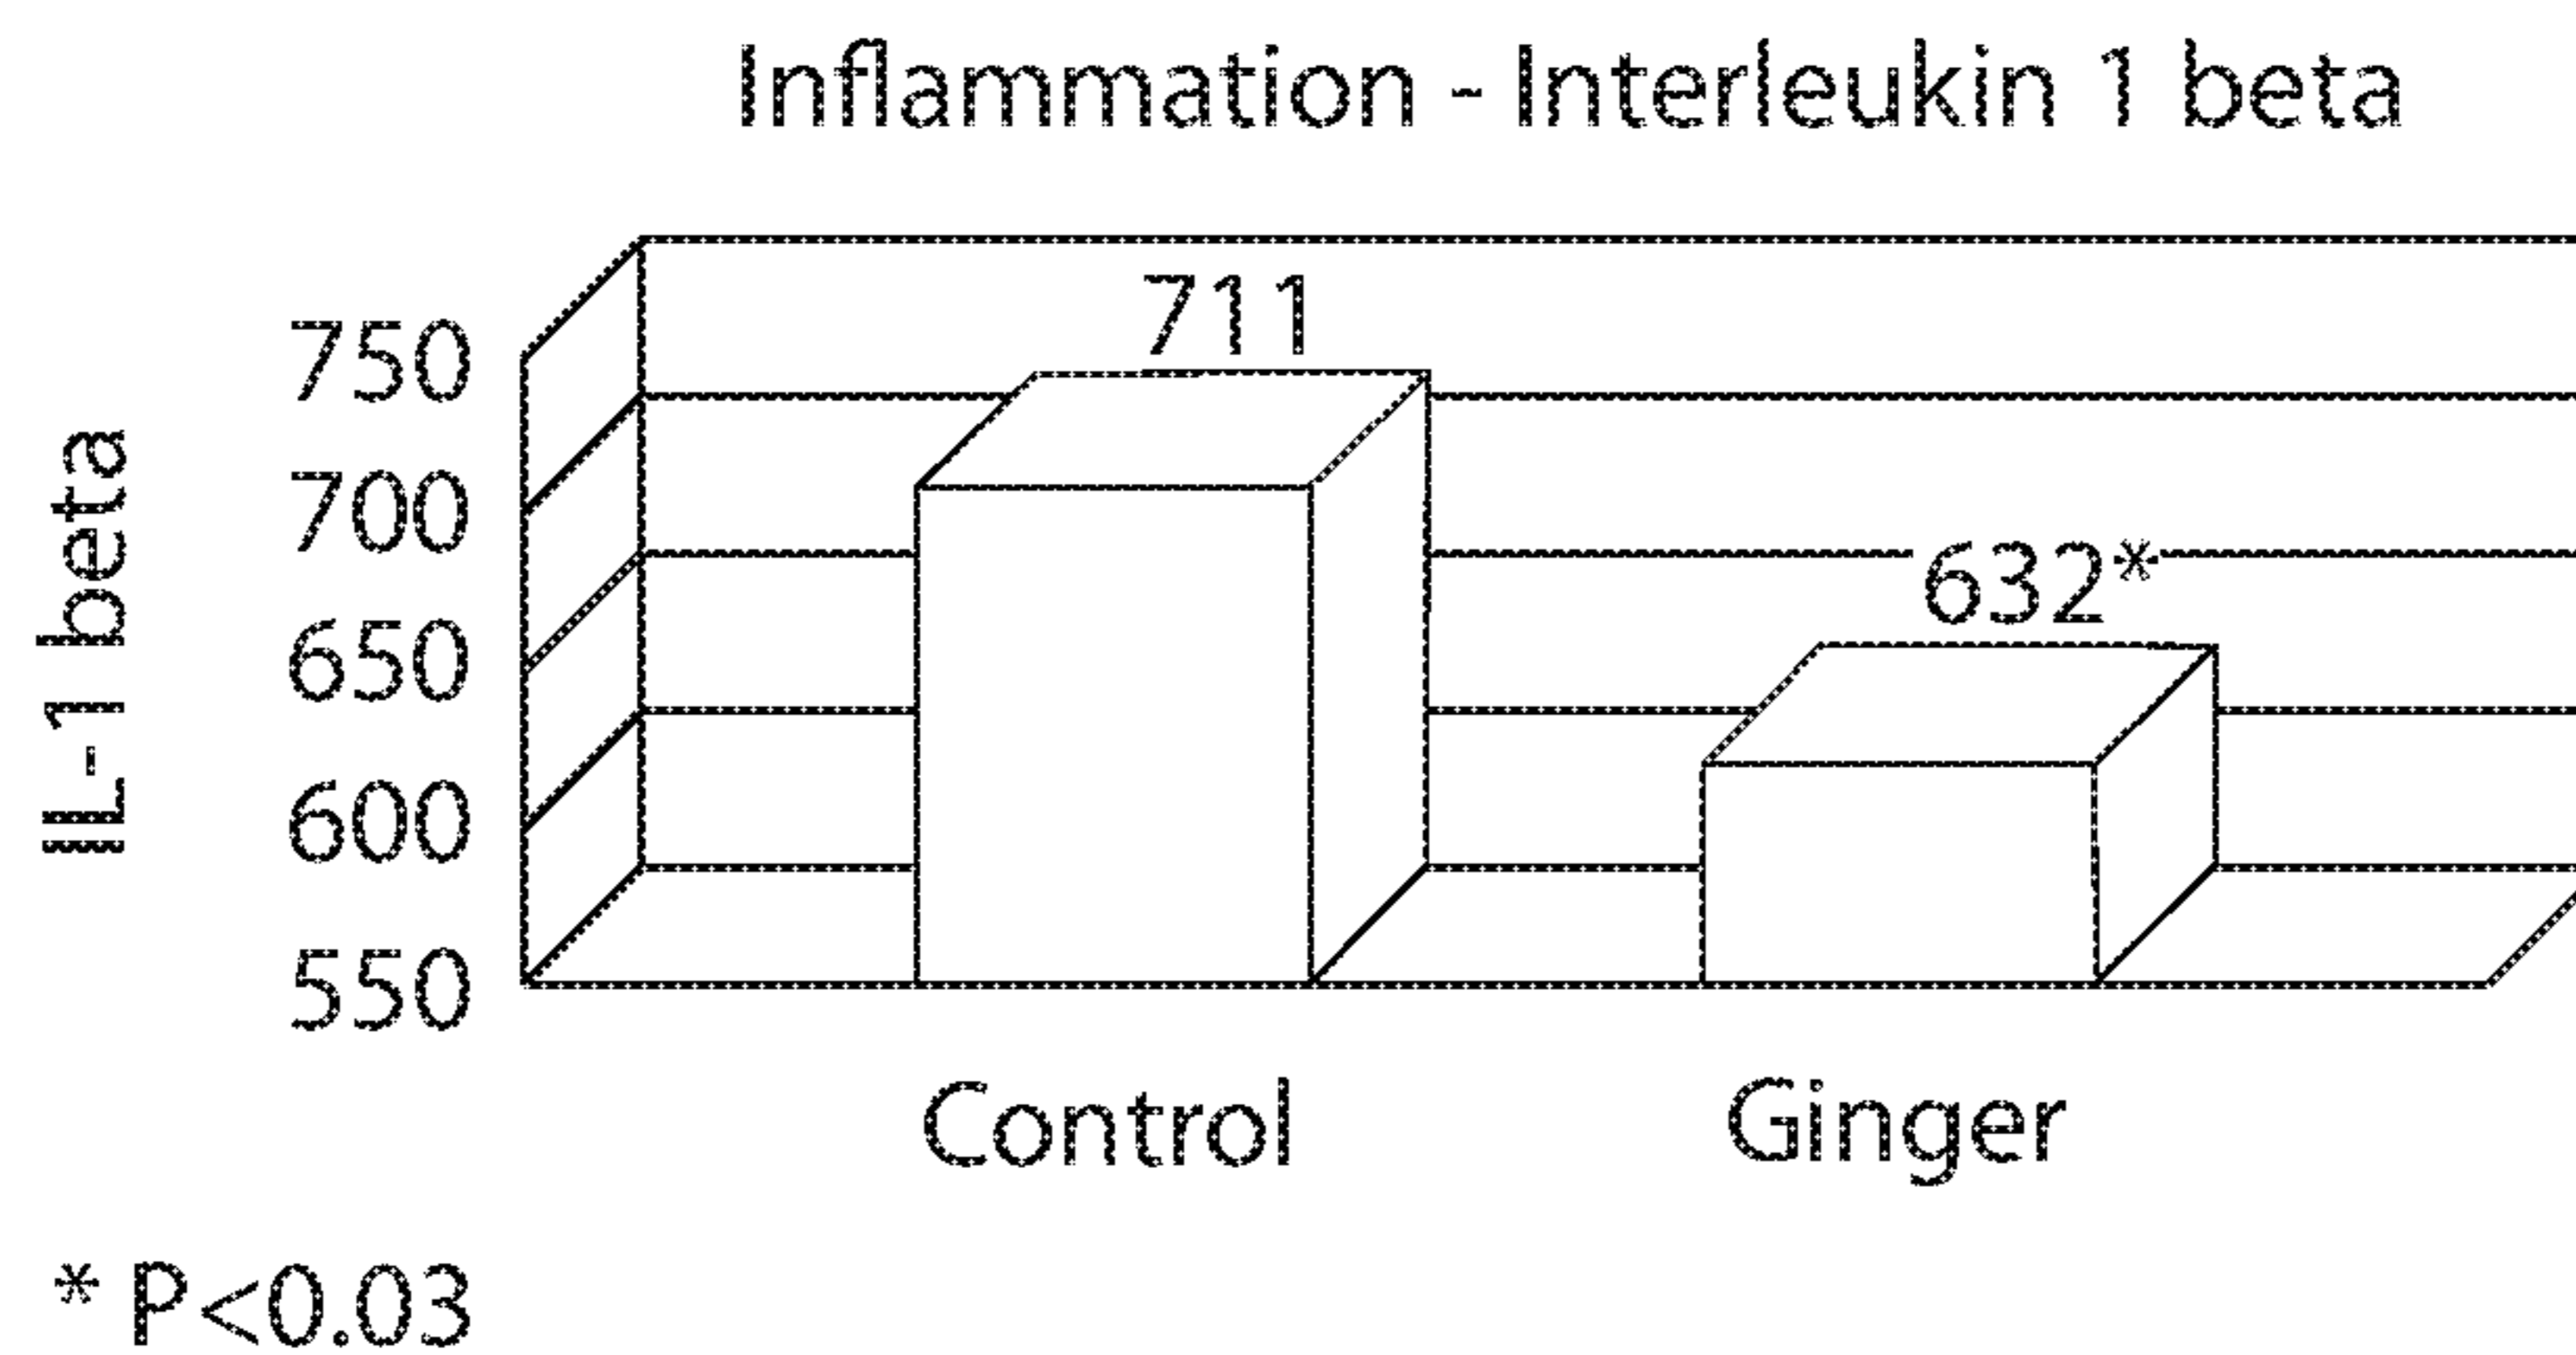 Inflammation - Interleukin 1 beta
IL-1 beta
750
700
650
600
550
711
632*
Control
Ginger
* P<0.03